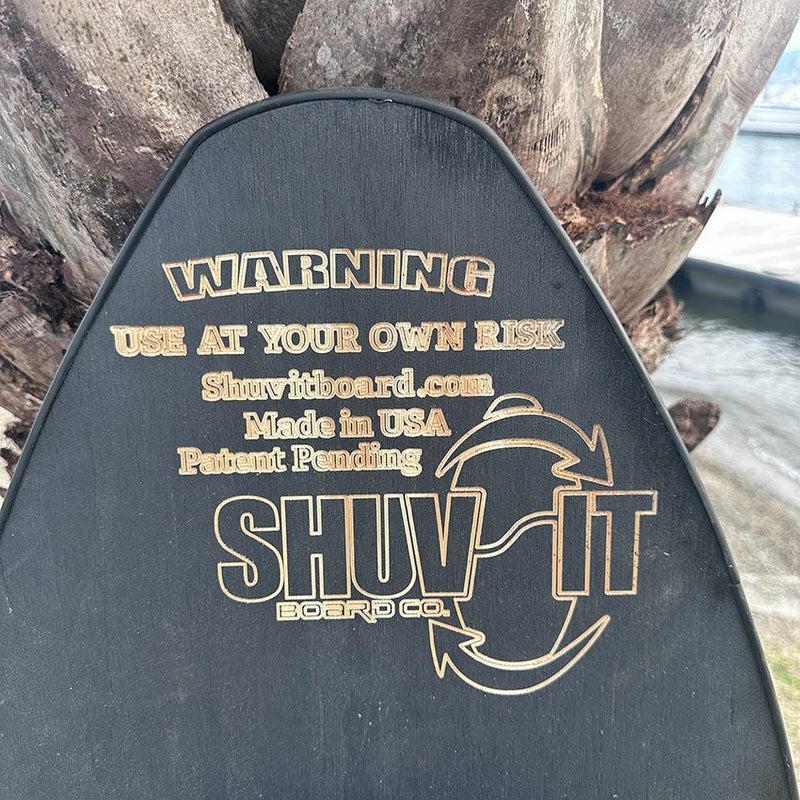 WARNING
USE AT YOUR OWN RISK
Shuvitboard.com
Made in USA
Patent Pending
SHUV IT
BOARD CO.